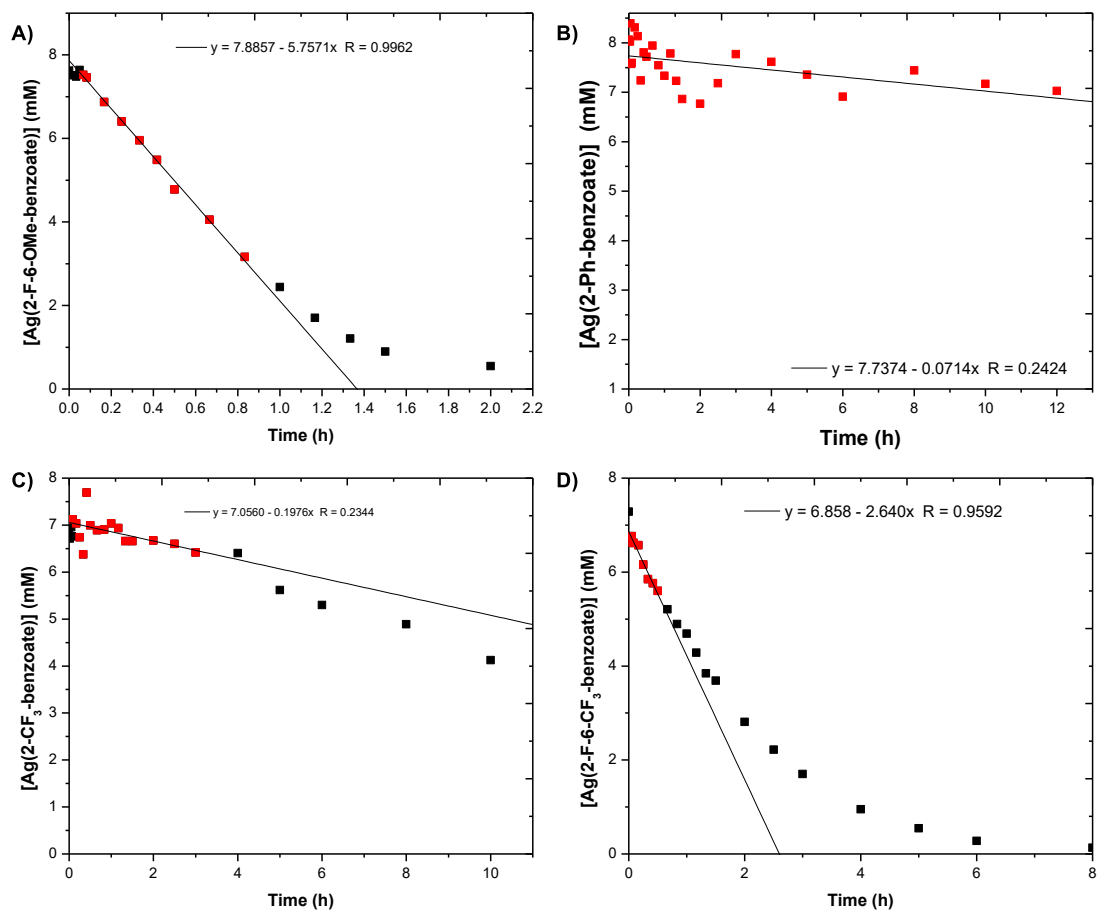 A)
y = 7.8857 - 5.7571x R = 0.9962
[Ag(2-F-6-OMe-benzoate)] (mM)
8
6
4
2
0
0.0 0.2 0.4 0.6 0.8 1.0 1.2 1.4 1.6 1.8 2.0 2.2
Time (h)
B)
[Ag(2-Ph-benzoate)] (mM)
8
7
6
5
4
3
2
1
y = 7.7374 - 0.0714x R = 0.2424
0 2 4 6 8 10 12
Time (h)
C)
y = 7.0560 - 0.1976x R = 0.2344
[Ag(2-CF₃-benzoate)] (mM)
8
7
6
5
4
3
2
1
0
0 2 4 6 8 10
Time (h)
D)
y = 6.858 - 2.640x R = 0.9592
[Ag(2-F-6-CF₃-benzoate)] (mM)
8
6
4
2
0
0 2 4 6 8
Time (h)